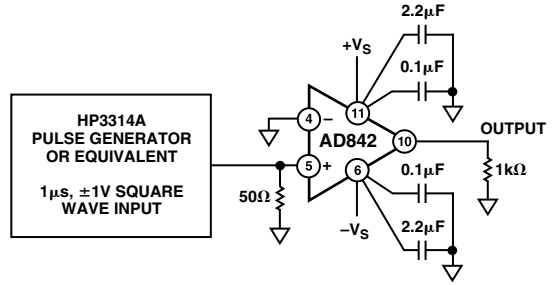 2.2µF
+VS
0.1µF
HP3314A
PULSE GENERATOR
OR EQUIVALENT
1µs, ±1V SQUARE
WAVE INPUT
4
–
11
AD842
10
OUTPUT
5
+
6
50Ω
0.1µF
1kΩ
–VS
2.2µF